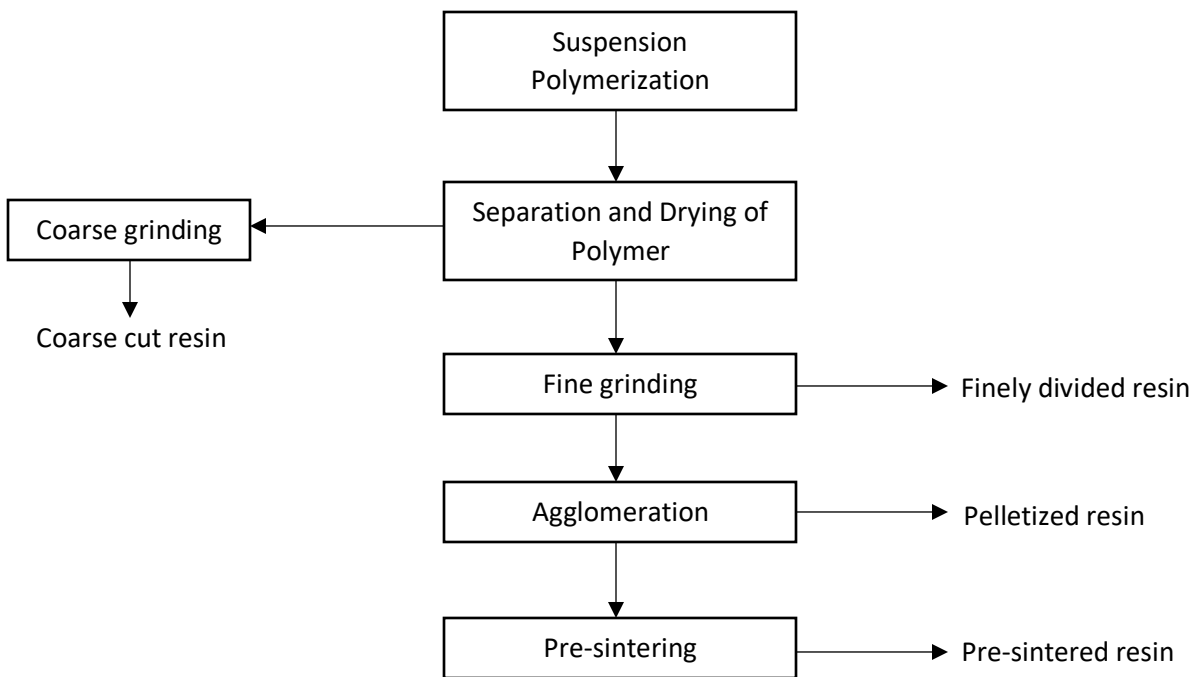 Suspension
Polymerization
Separation and Drying of
Polymer
Coarse grinding
Coarse cut resin
Fine grinding
Finely divided resin
Agglomeration
Pelletized resin
Pre-sintering
Pre-sintered resin